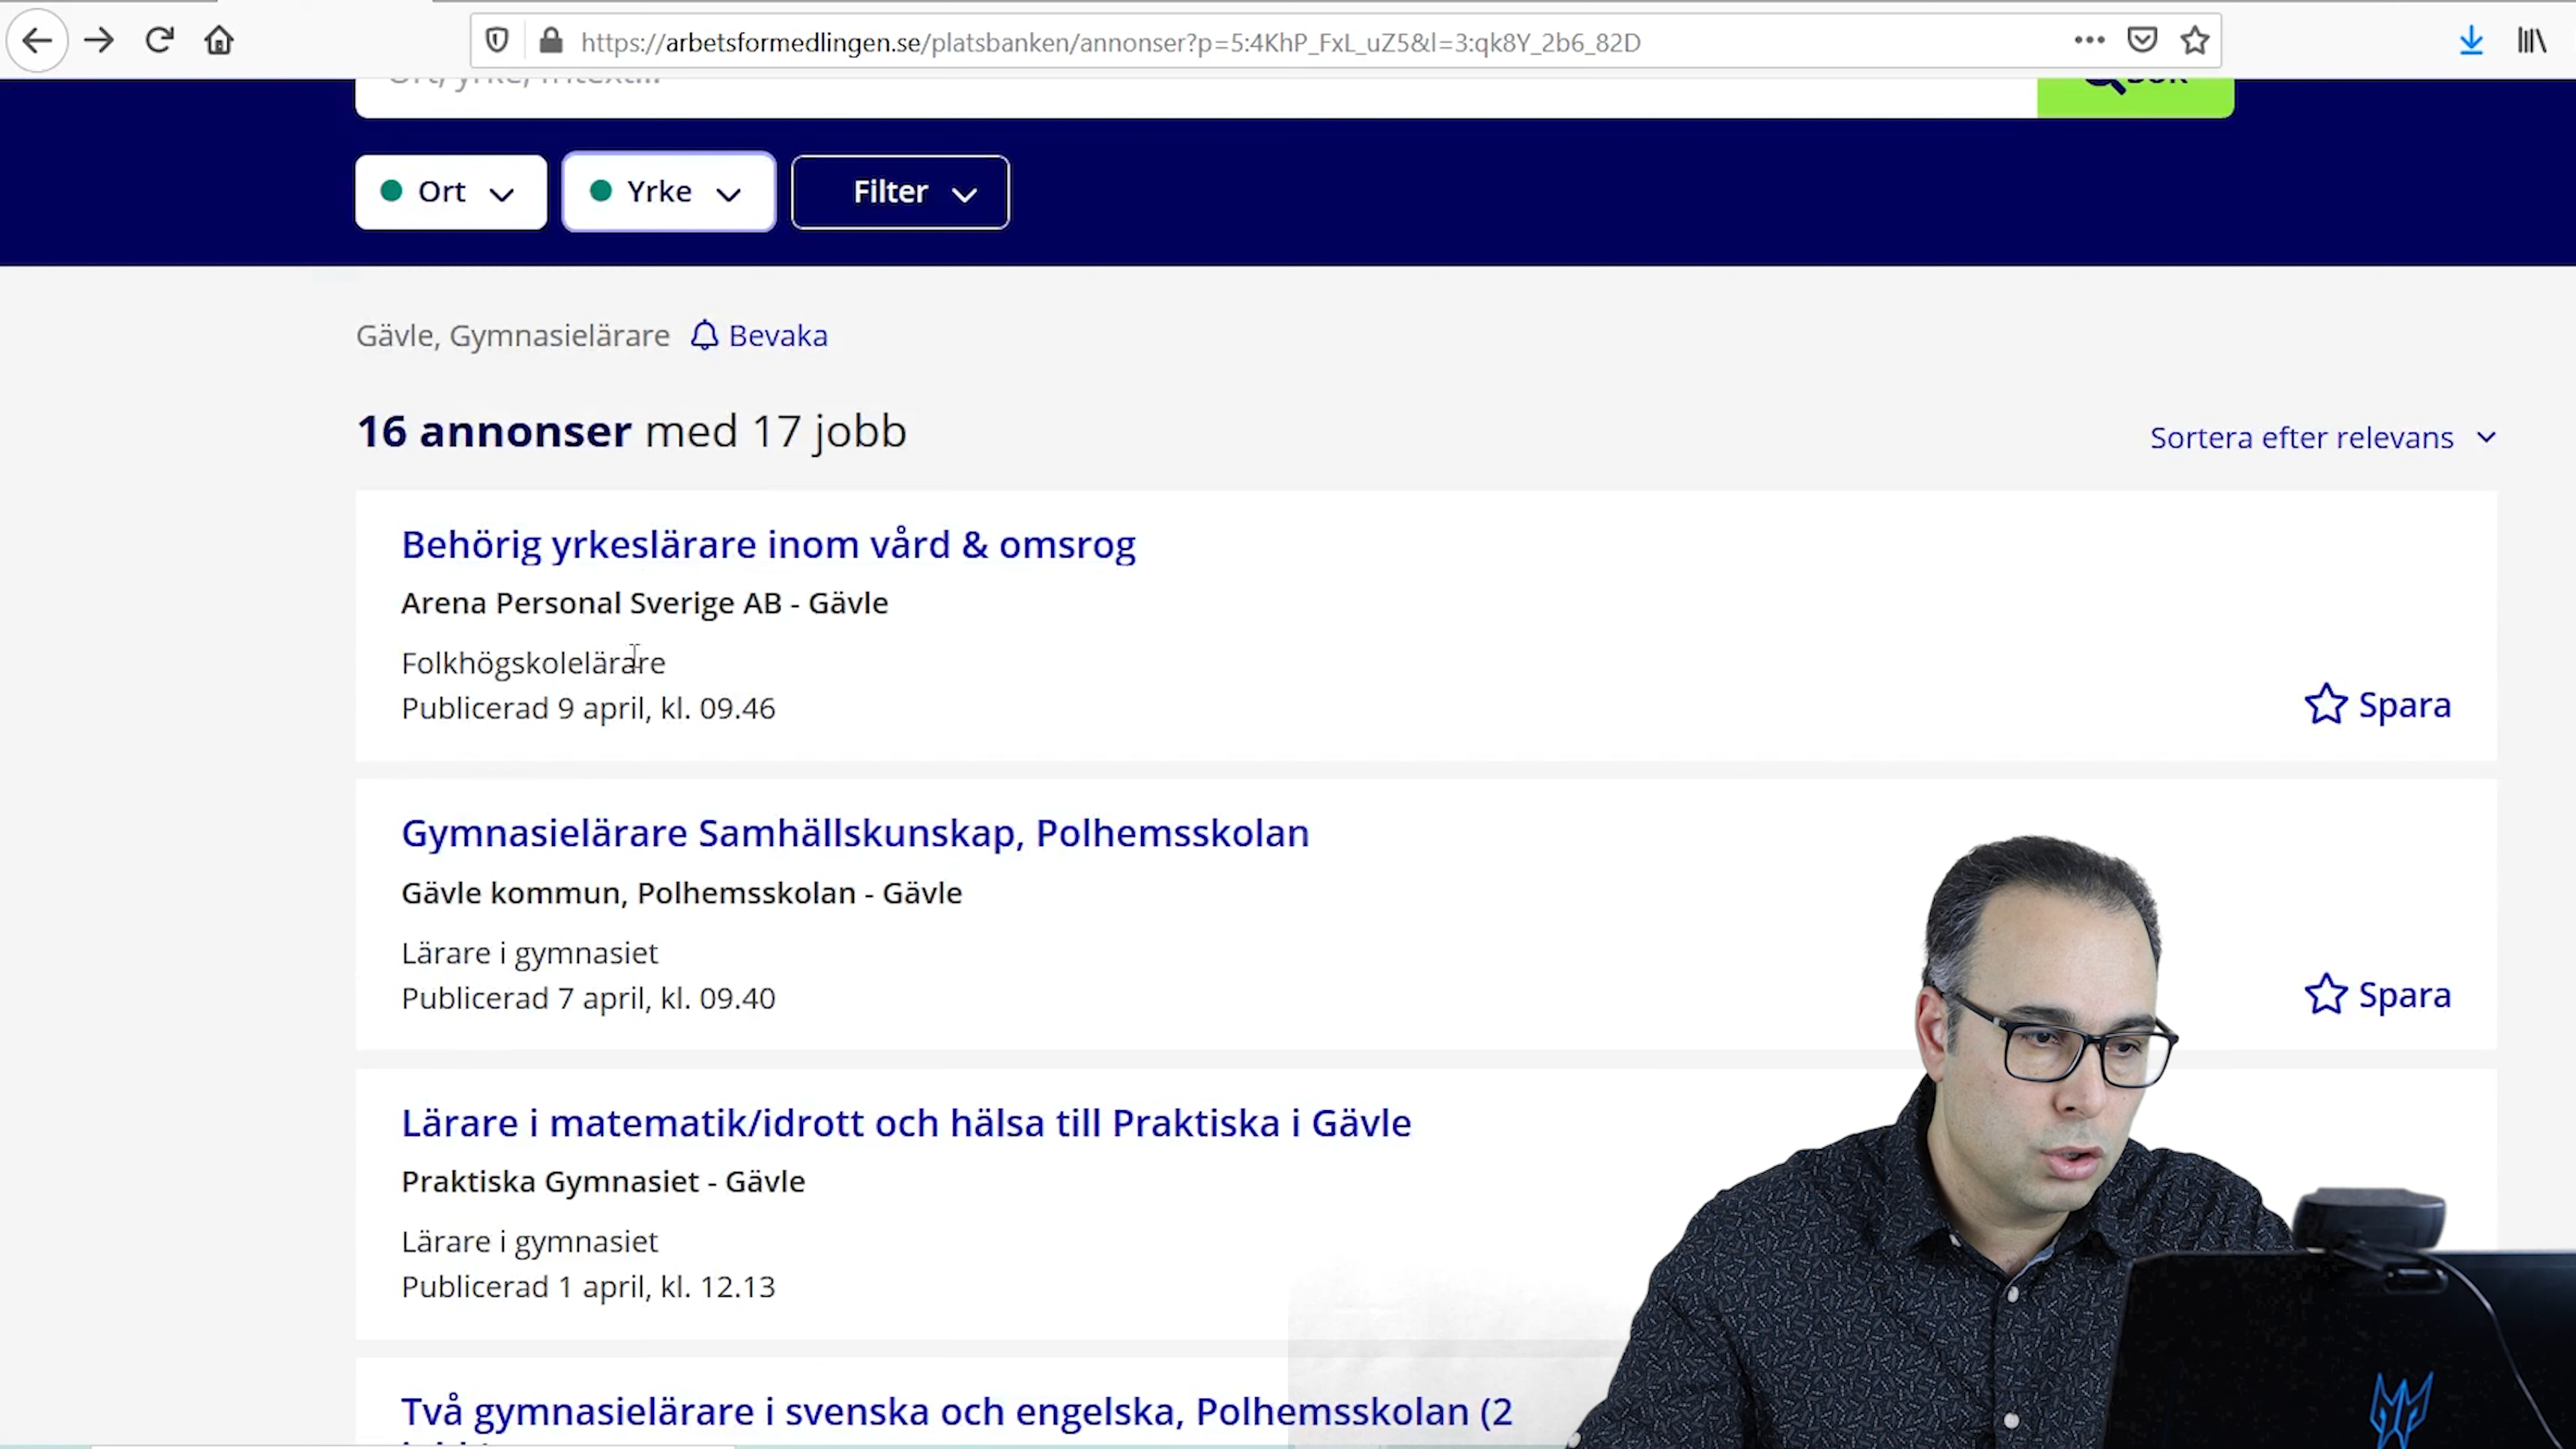 https://arbetsformedlingen.se/platsbanken/annonser?p=5:4KhP_FxL_uZ5&l=3:qk8Y_2b6_82D
Ort
Yrke
Filter
Gävle, Gymnasielärare
Bevaka
16 annonser med 17 jobb
Sortera efter relevans
Behörig yrkeslärare inom vård & omsrog
Arena Personal Sverige AB - Gävle
Folkhögskolelärare
Publicerad 9 april, kl. 09.46
Spara
Gymnasielärare Samhällskunskap, Polhemsskolan
Gävle kommun, Polhemsskolan - Gävle
Lärare i gymnasiet
Publicerad 7 april, kl. 09.40
Spara
Lärare i matematik/idrott och hälsa till Praktiska i Gävle
Praktiska Gymnasiet - Gävle
Lärare i gymnasiet
Publicerad 1 april, kl. 12.13
Två gymnasielärare i svenska och engelska, Polhemsskolan (2